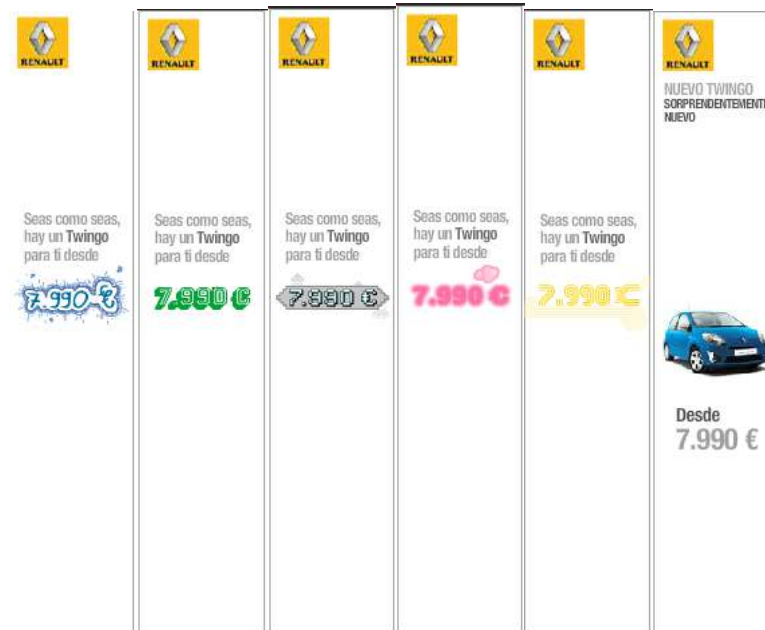 RENAULT
Seas como seas,
hay un Twingo
para ti desde
7.990 €
RENAULT
Seas como seas,
hay un Twingo
para ti desde
7.990 €
RENAULT
Seas como seas,
hay un Twingo
para ti desde
7.990 €
RENAULT
Seas como seas,
hay un Twingo
para ti desde
7.990 €
RENAULT
Seas como seas,
hay un Twingo
para ti desde
7.990 €
RENAULT
NUEVO TWINGO
SORPRENDENTEMENTE
NUEVO
Desde
7.990 €